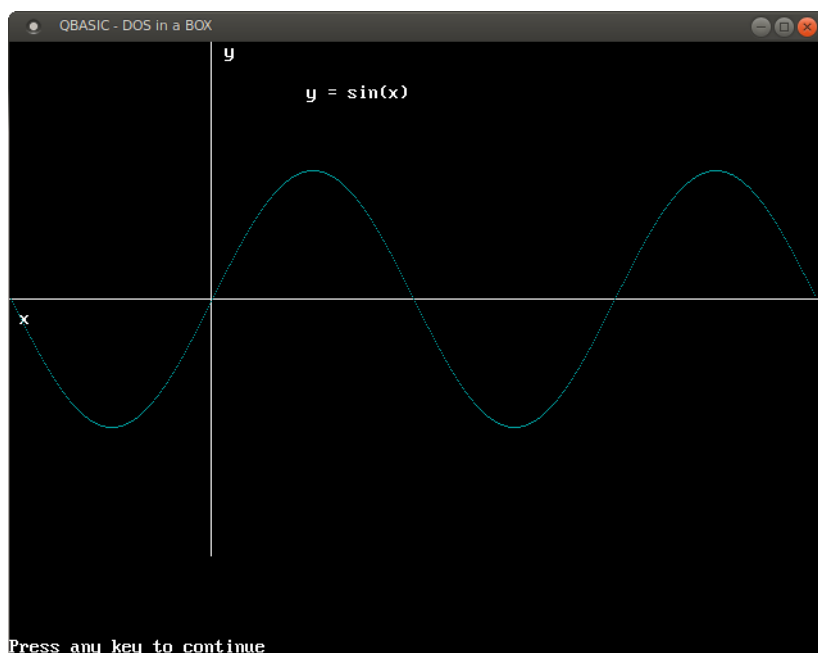 QBASIC - DOS in a BOX
y
y = sin(x)
x
Press any key to continue